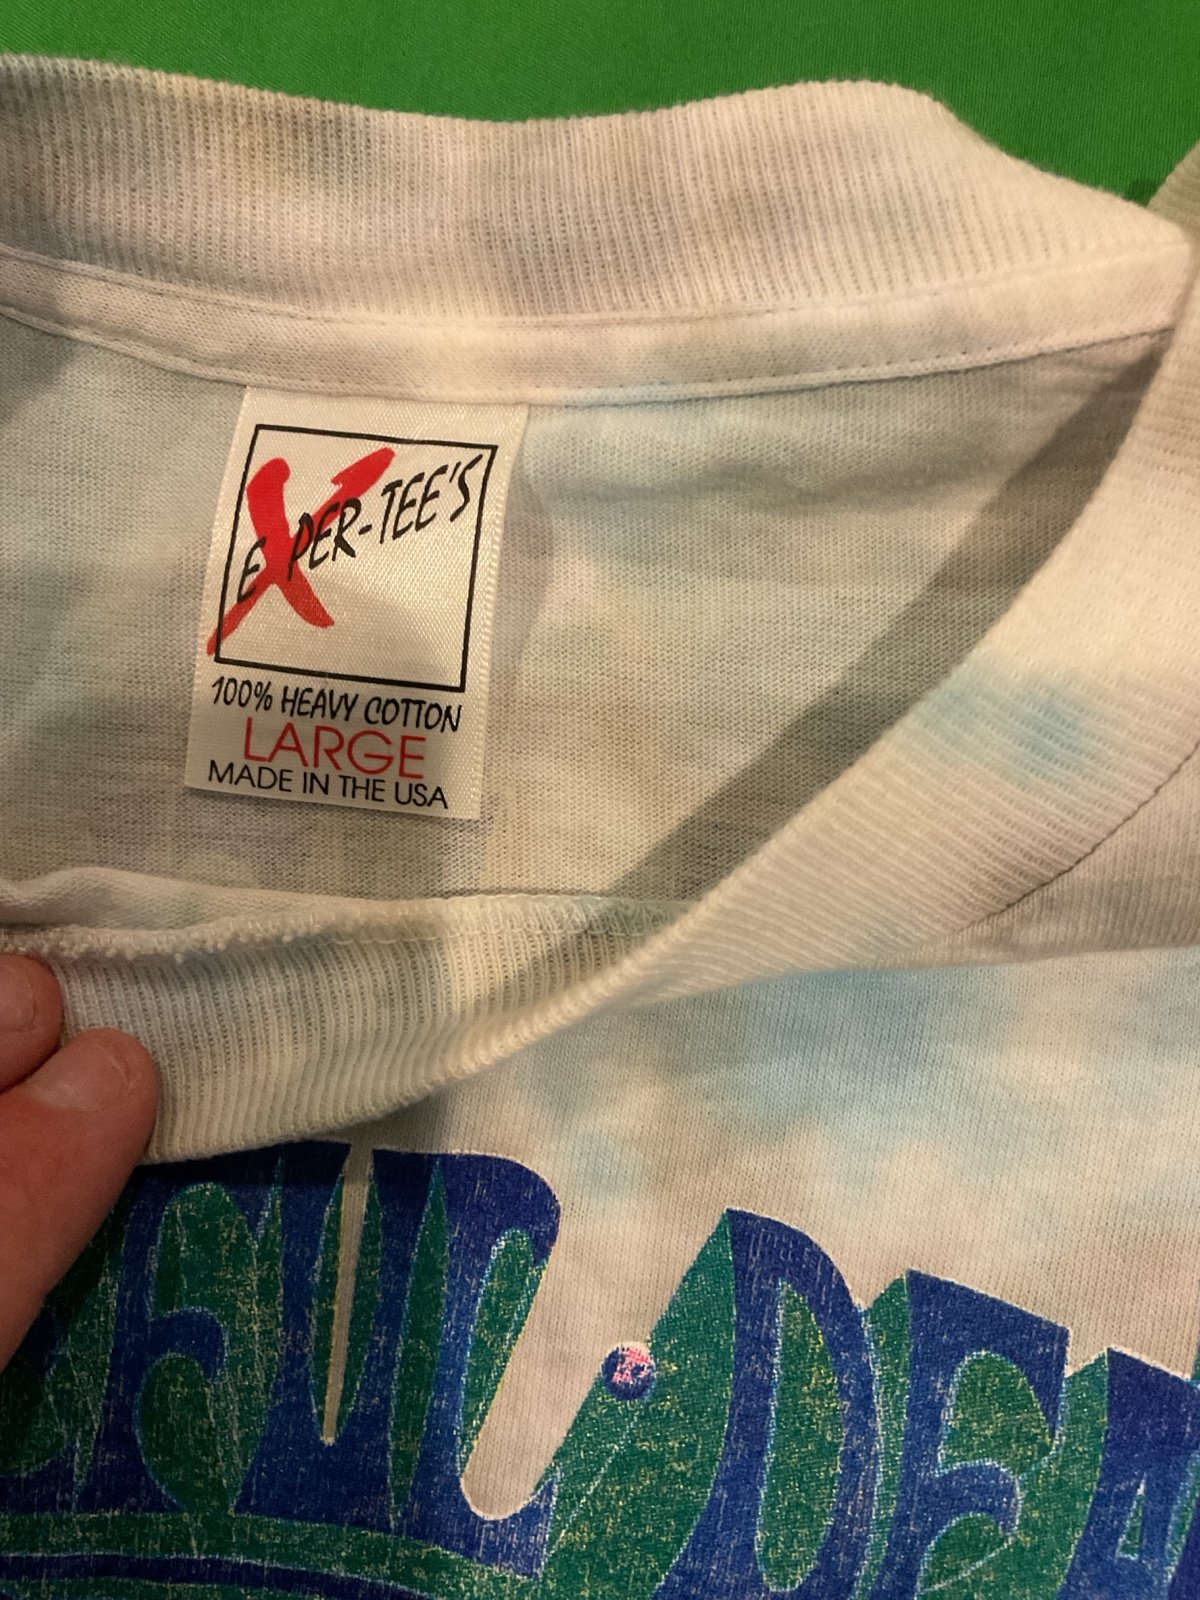 EXPER-TEE'S
100% HEAVY COTTON
LARGE
MADE IN THE USA